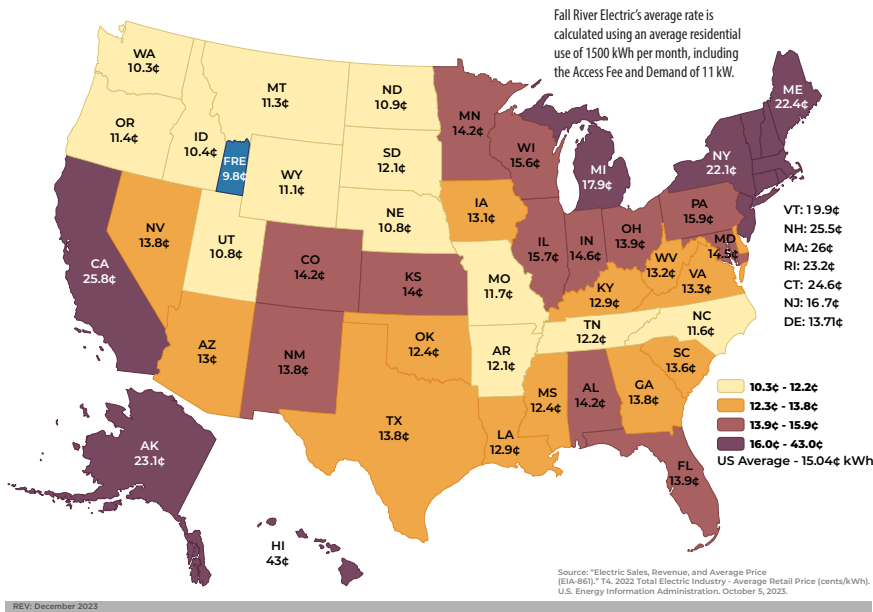 Fall River Electric's average rate is
calculated using an average residential
use of 1500 kWh per month, including
the Access Fee and Demand of 11 kW.
WA
10.3¢
MT
11.3¢
ND
10.9¢
MN
14.2¢
ME
22.4¢
OR
11.4¢
ID
10.4¢
FRE
9.8¢
WY
11.1¢
SD
12.1¢
WI
15.6¢
MI
17.9¢
NY
22.1¢
NE
10.8¢
IA
13.1¢
PA
15.9¢
VT: 19.9¢
NH: 25.5¢
MA: 26¢
RI: 23.2¢
CT: 24.6¢
NJ: 16.7¢
DE: 13.71¢
NV
13.8¢
UT
10.8¢
CO
14.2¢
KS
14¢
MO
11.7¢
IL
15.7¢
IN
14.6¢
OH
13.9¢
WV
13.2¢
MD
14.5¢
VA
13.3¢
CA
25.8¢
KY
12.9¢
NC
11.6¢
TN
12.2¢
AZ
13¢
NM
13.8¢
OK
12.4¢
AR
12.1¢
SC
13.6¢
MS
12.4¢
AL
14.2¢
GA
13.8¢
TX
13.8¢
LA
12.9¢
FL
13.9¢
AK
23.1¢
HI
43¢
10.3¢ - 12.2¢
12.3¢ - 13.8¢
13.9¢ - 15.9¢
16.0¢ - 43.0¢
US Average - 15.04¢ kWh
Source: "Electric Sales, Revenue, and Average Price
(EIA-861)." T4. 2022 Total Electric Industry - Average Retail Price (cents/kWh).
U.S. Energy Information Administration. October 5, 2023.
REV: December 2023